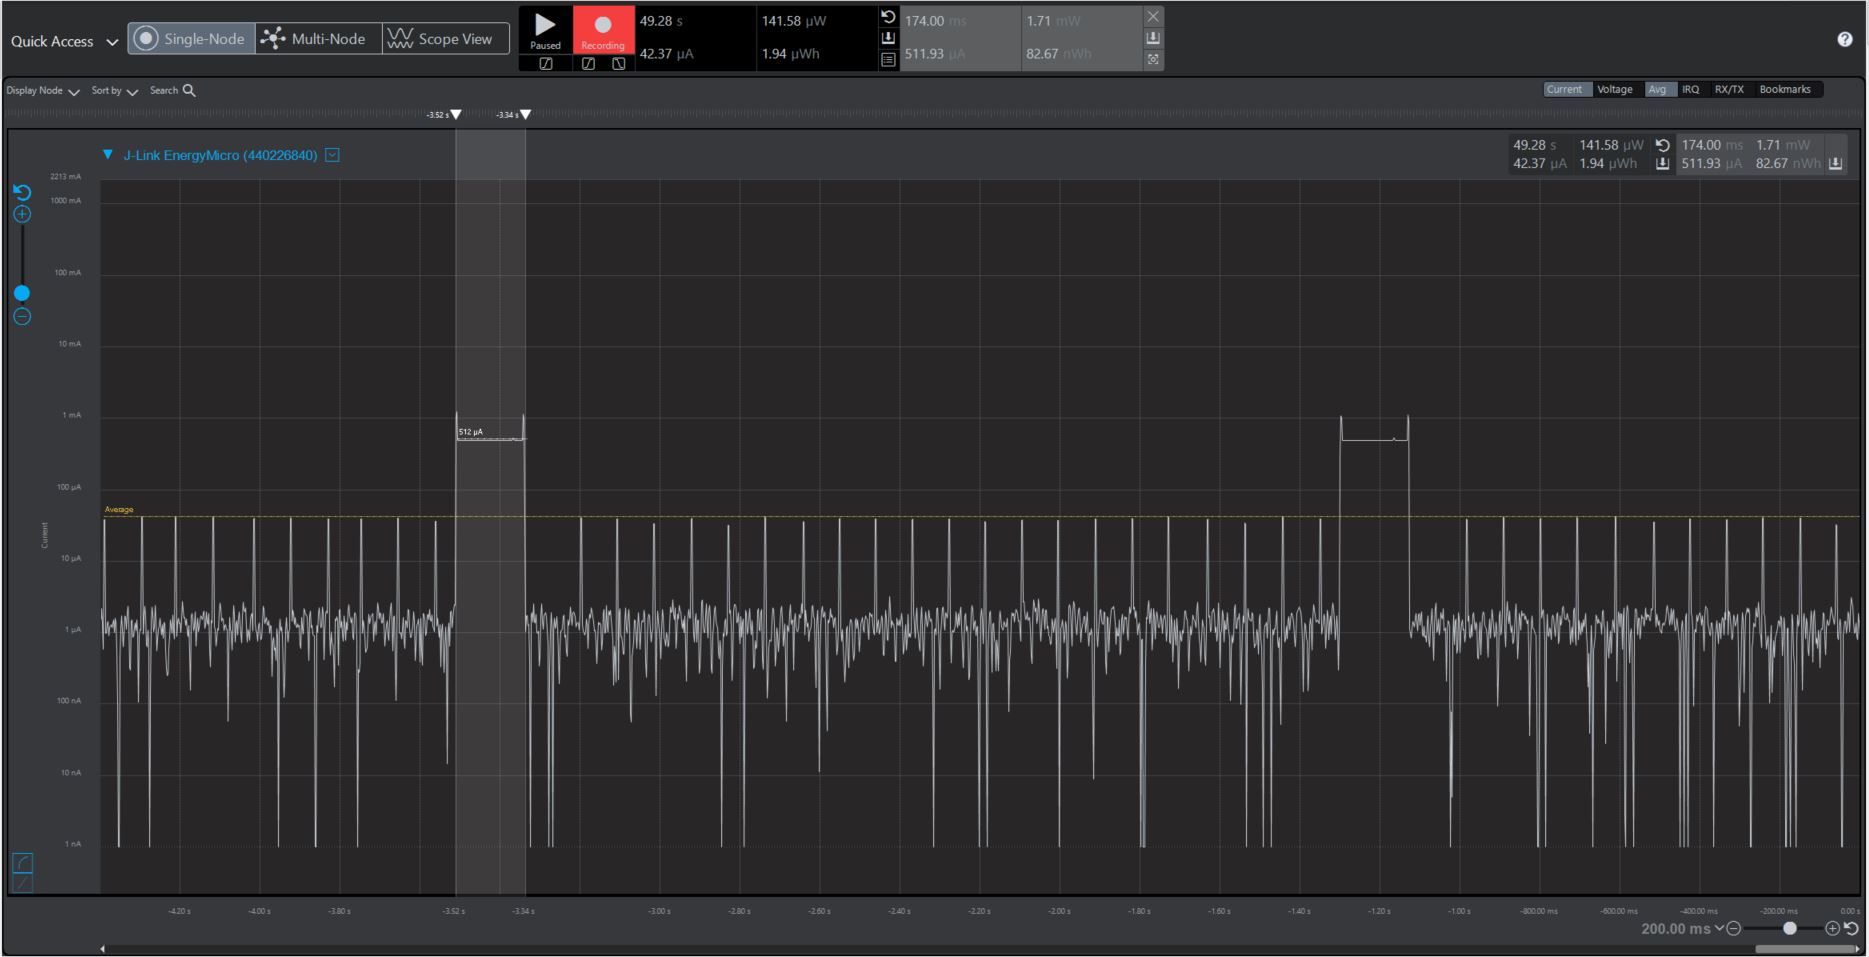 Quick Access
Single-Node
Multi-Node
Scope View
Paused
Recording
49.28 s
141.58 µW
42.37 µA
1.94 µWh
174.00 ms
1.71 mW
511.93 µA
82.67 nWh
Display Node
Sort by
Search
Current
Voltage
Avg
IRQ
RX/TX
Bookmarks
-3.52 s
-3.34 s
J-Link EnergyMicro (440226840)
49.28 s 141.58 µW 174.00 ms 1.71 mW
42.37 µA 1.94 µWh 511.93 µA 82.67 nWh
2213 mA
1000 mA
100 mA
10 mA
1 mA
512 µA
100 µA
Average
Current
10 µA
1 µA
100 nA
10 nA
1 nA
-4.20 s -4.00 s -3.80 s -3.52 s -3.34 s -3.00 s -2.80 s -2.60 s -2.40 s -2.20 s -2.00 s -1.80 s -1.60 s -1.40 s -1.20 s -1.00 s -800.00 ms -600.00 ms -400.00 ms -200.00 ms 0.00 s
200.00 ms